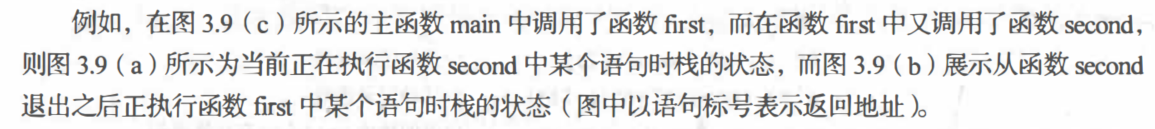 例如，在图 3.9（c）所示的主函数 main 中调用了函数 first，而在函数 first 中又调用了函数 second，
则图 3.9（a）所示为当前正在执行函数 second 中某个语句时栈的状态，而图 3.9（b）展示从函数 second
退出之后正执行函数 first 中某个语句时栈的状态（图中以语句标号表示返回地址）。